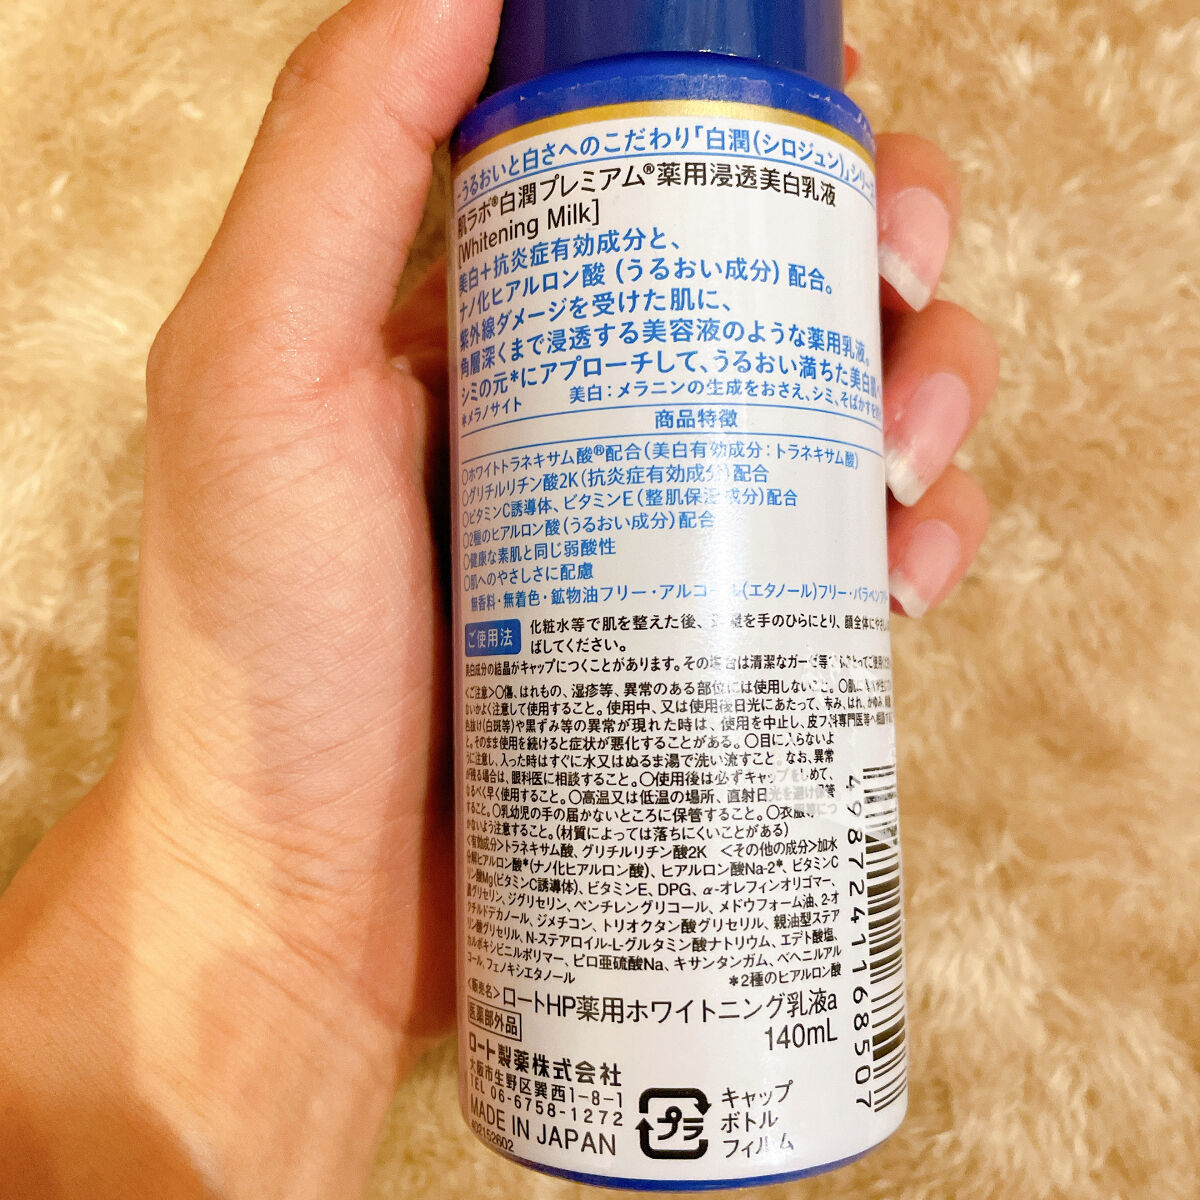 －うるおいと白さへのこだわり「白潤(シロジュン)」シリーズ
肌ラボ®白潤プレミアム®薬用浸透美白乳液
[Whitening Milk]
美白＋抗炎症有効成分と、
ナノ化ヒアルロン酸(うるおい成分)配合。
紫外線ダメージを受けた肌に、
角層深くまで浸透する美容液のような薬用乳液。
シミの元*にアプローチして、うるおい満ちた美白肌
*メラノサイト 美白：メラニンの生成をおさえ、シミ、そばかすを
商品特徴
○ホワイトトラネキサム酸®配合(美白有効成分：トラネキサム酸)
○グリチルリチン酸2K(抗炎症有効成分)配合
○ビタミンC誘導体、ビタミンE(整肌保湿成分)配合
○2種のヒアルロン酸(うるおい成分)配合
○健康な素肌と同じ弱酸性
○肌へのやさしさに配慮
無香料・無着色・鉱物油フリー・アルコール(エタノール)フリー・パラベンフリー
ご使用法 化粧水等で肌を整えた後、 を手のひらにとり、顔全体に
ばしてください。
美白成分の結晶がキャップにつくことがあります。その場合は清潔なガーゼ等で
<ご注意>○傷、はれもの、湿疹等、異常のある部位には使用しないこと。○肌に
ないかよく注意して使用すること。使用中、又は使用後日光にあたって、赤み、はれ、かゆみ、
色抜け(白斑等)や黒ずみ等の異常が現れた時は、使用を中止し、皮フ科専門医等へ相談する
と。そのまま使用を続けると症状が悪化することがある。○目に入らないよ
うに注意し、入った時はすぐに水又はぬるま湯で洗い流すこと。なお、異常
が残る場合は、眼科医に相談すること。○使用後は必ずキャップをしめて、
なるべく早く使用すること。○高温又は低温の場所、直射日光を避け保管
すること。○乳幼児の手の届かないところに保管すること。○衣服等につ
かないよう注意すること。(材質によっては落ちにくいことがある)
<有効成分>トラネキサム酸、グリチルリチン酸2K <その他の成分>加水
分解ヒアルロン酸*(ナノ化ヒアルロン酸)、ヒアルロン酸Na-2*、ビタミンC
リン酸Mg(ビタミンC誘導体)、ビタミンE、DPG、α-オレフィンオリゴマー、
濃グリセリン、ジグリセリン、ペンチレングリコール、メドウフォーム油、2-オ
クチルドデカノール、ジメチコン、トリオクタン酸グリセリル、親油型ステア
リン酸グリセリル、N-ステアロイル-L-グルタミン酸ナトリウム、エデト酸塩、
カルボキシビニルポリマー、ピロ亜硫酸Na、キサンタンガム、ベヘニルアル
コール、フェノキシエタノール *2種のヒアルロン酸
<販売名>ロートHP薬用ホワイトニング乳液a
医薬部外品 140mL
ロート製薬株式会社
大阪市生野区巽西1-8-1
TEL 06-6758-1272
MADE IN JAPAN
402152602
プラ
キャップ
ボトル
フィルム
4987241168507